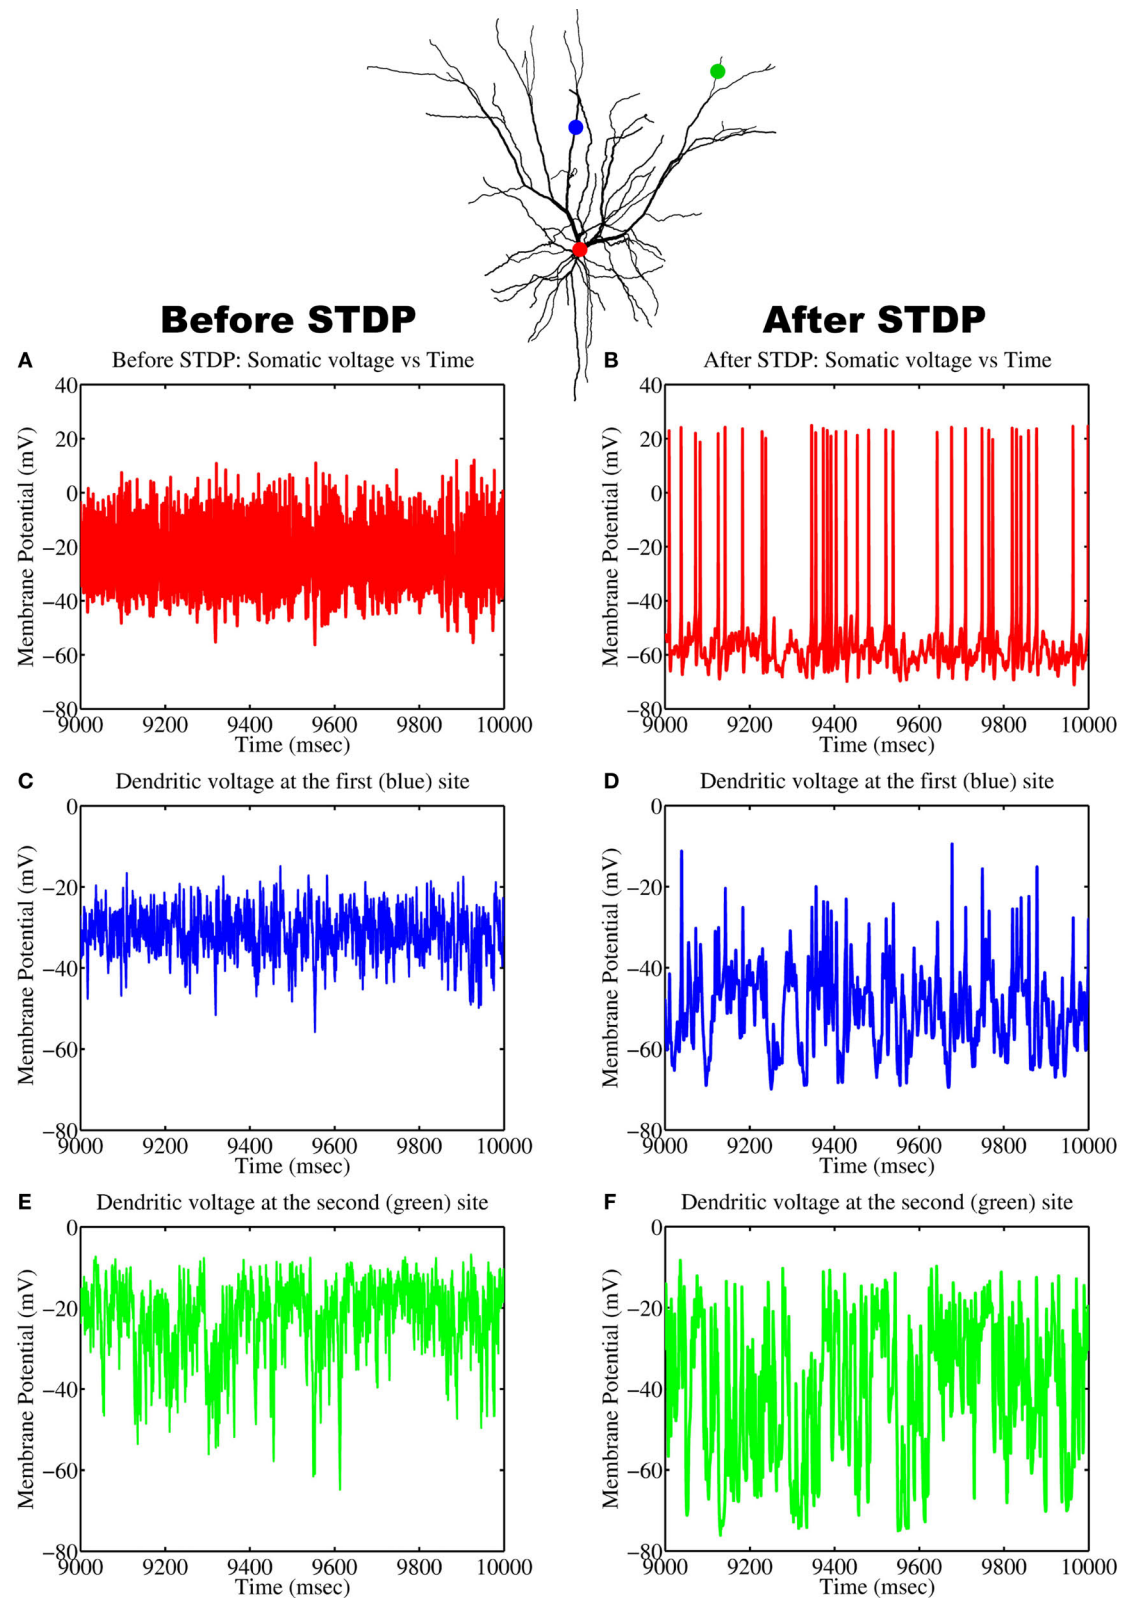 Before STDP
After STDP
A
Before STDP: Somatic voltage vs Time
40
20
0
−20
−40
−60
−80
Membrane Potential (mV)
9000 9200 9400 9600 9800 10000
Time (msec)
B
After STDP: Somatic voltage vs Time
40
20
0
−20
−40
−60
−80
Membrane Potential (mV)
9000 9200 9400 9600 9800 10000
Time (msec)
C
Dendritic voltage at the first (blue) site
0
−20
−40
−60
−80
Membrane Potential (mV)
9000 9200 9400 9600 9800 10000
Time (msec)
D
Dendritic voltage at the first (blue) site
0
−20
−40
−60
−80
Membrane Potential (mV)
9000 9200 9400 9600 9800 10000
Time (msec)
E
Dendritic voltage at the second (green) site
0
−20
−40
−60
−80
Membrane Potential (mV)
9000 9200 9400 9600 9800 10000
Time (msec)
F
Dendritic voltage at the second (green) site
0
−20
−40
−60
−80
Membrane Potential (mV)
9000 9200 9400 9600 9800 10000
Time (msec)